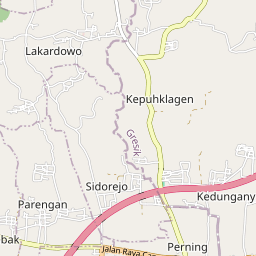 Lakardowo
Kepuhklagen
Gresik
Sidorejo
Kedungany
Parengan
bak
Perning
Jalan Raya